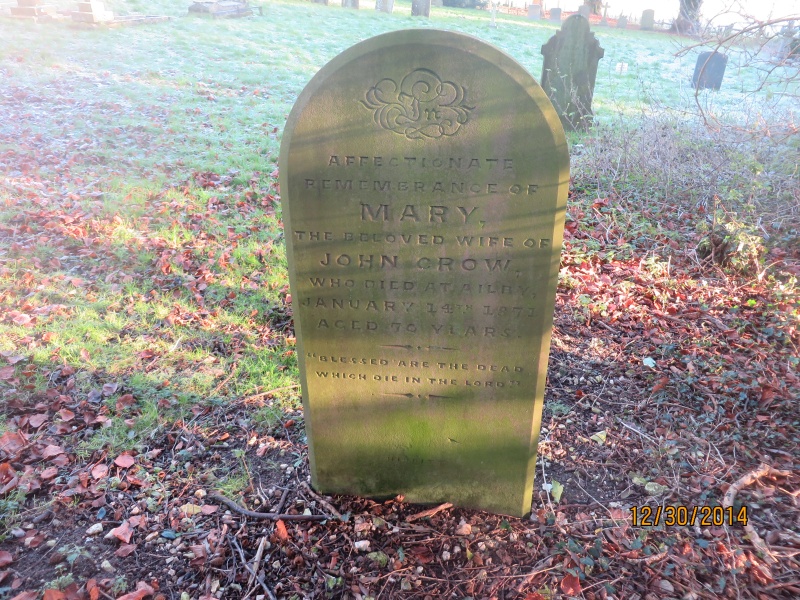 In
AFFECTIONATE
REMEMBRANCE OF
MARY,
THE BELOVED WIFE OF
JOHN CROW,
WHO DIED AT AILBY,
JANUARY 14TH 1871
AGED 70 YEARS.
"BLESSED ARE THE DEAD
WHICH DIE IN THE LORD"
12/30/2014